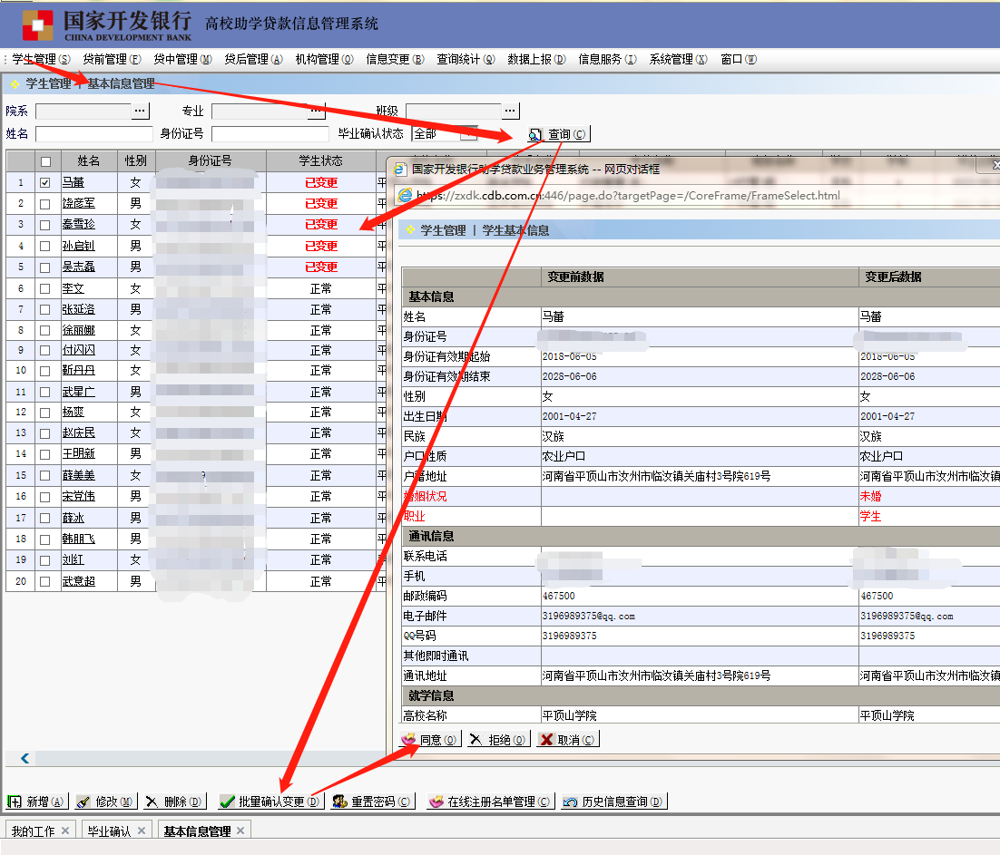 国家开发银行 高校助学贷款信息管理系统
CHINA DEVELOPMENT BANK
学生管理(S) 贷前管理(F) 贷中管理(M) 贷后管理(A) 机构管理(O) 信息变更(B) 查询统计(Q) 数据上报(D) 信息服务(I) 系统管理(X) 窗口(W)
学生管理 | 基本信息管理
院系 ... 专业 ... 班级 ...
姓名 身份证号 毕业确认状态 全部 查询(C)
姓名 性别 身份证号 学生状态
1 马蕾 女 已变更 平
2 饶彦军 男 已变更 平
3 秦雪珍 女 已变更
4 孙启钊 男 已变更 平
5 吴志磊 男 已变更 平
6 李文 女 正常 平
7 张延洛 男 正常 平
8 徐丽娜 女 正常 平
9 付闪闪 女 正常 平
10 靳丹丹 女 正常 平
11 武星广 男 正常 平
12 杨爽 女 正常 平
13 赵庆民 女 正常 平
14 王明新 男 正常 平
15 薛美美 女 正常 平
16 宋党伟 男 正常 平
17 薛冰 男 正常 平
18 韩朋飞 男 正常 平
19 刘红 女 正常 平
20 武意超 男 正常 平
国家开发银行助学贷款业务管理系统 -- 网页对话框
https://zxdk.cdb.com.cn:446/page.do?targetPage=/CoreFrame/FrameSelect.html
学生管理 | 学生基本信息
变更前数据 变更后数据
基本信息
姓名 马蕾 马蕾
身份证号
身份证有效期起始 2018-06-05 2018-06-05
身份证有效期结束 2028-06-06 2028-06-06
性别 女 女
出生日期 2001-04-27 2001-04-27
民族 汉族 汉族
户口性质 农业户口 农业户口
户籍地址 河南省平顶山市汝州市临汝镇关庙村3号院619号 河南省平顶山市汝州市临汝镇
婚姻状况 未婚
职业 学生
通讯信息
联系电话
手机
邮政编码 467500 467500
电子邮件 3196989375@qq.com 3196989375@qq.com
QQ号码 3196989375 3196989375
其他即时通讯
通讯地址 河南省平顶山市汝州市临汝镇关庙村3号院619号 河南省平顶山市汝州市临汝镇
就学信息
高校名称 平顶山学院 平顶山学院
同意(O) 拒绝(O) 取消(C)
新增(A) 修改(M) 删除(D) 批量确认变更(D) 重置密码(C) 在线注册名单管理(C) 历史信息查询(D)
我的工作 × 毕业确认 × 基本信息管理 ×